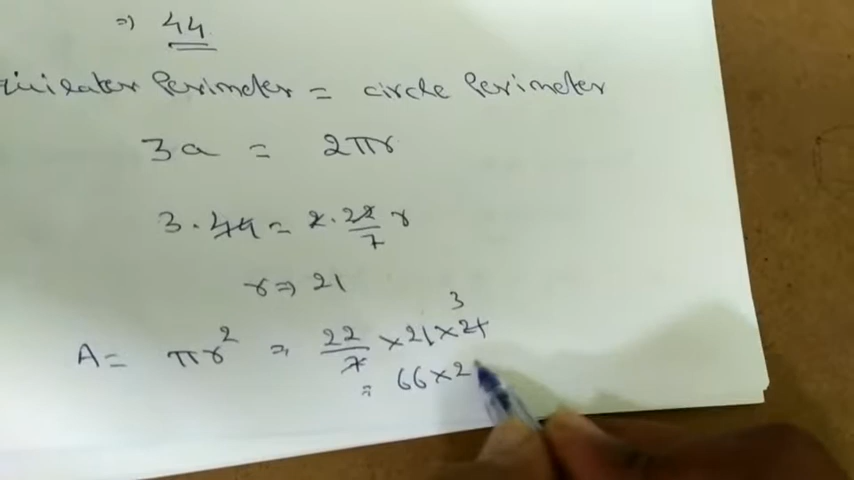 ⇒ 44
Perimeter = circle Perimeter
3a = 2πr
3 · 44 = 2 · 22/7 r
r ⇒ 21
A = πr² ⇒ 22/7 × 21 × 21 3
= 66 × 2